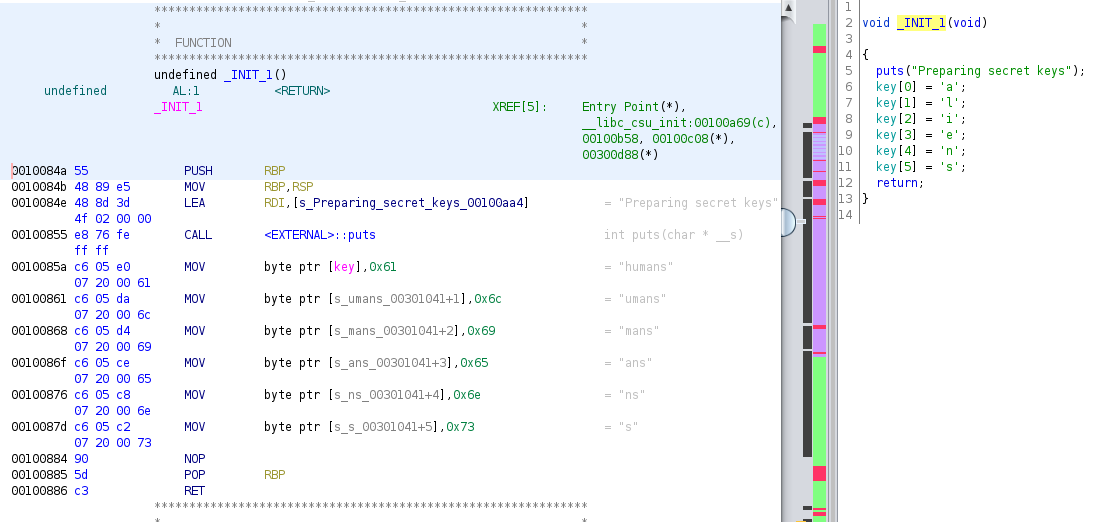 **************************************************************
*                                                            *
*  FUNCTION                                                  *
**************************************************************
undefined _INIT_1()
undefined AL:1 <RETURN>
_INIT_1 XREF[5]: Entry Point(*),
__libc_csu_init:00100a69(c),
00100b58, 00100c08(*),
00300d88(*)
0010084a 55 PUSH RBP
0010084b 48 89 e5 MOV RBP,RSP
0010084e 48 8d 3d LEA RDI,[s_Preparing_secret_keys_00100aa4] = "Preparing secret keys"
4f 02 00 00
00100855 e8 76 fe CALL <EXTERNAL>::puts int puts(char * __s)
ff ff
0010085a c6 05 e0 MOV byte ptr [key],0x61 = "humans"
07 20 00 61
00100861 c6 05 da MOV byte ptr [s_umans_00301041+1],0x6c = "umans"
07 20 00 6c
00100868 c6 05 d4 MOV byte ptr [s_mans_00301041+2],0x69 = "mans"
07 20 00 69
0010086f c6 05 ce MOV byte ptr [s_ans_00301041+3],0x65 = "ans"
07 20 00 65
00100876 c6 05 c8 MOV byte ptr [s_ns_00301041+4],0x6e = "ns"
07 20 00 6e
0010087d c6 05 c2 MOV byte ptr [s_s_00301041+5],0x73 = "s"
07 20 00 73
00100884 90 NOP
00100885 5d POP RBP
00100886 c3 RET
**************************************************************
1
2 void _INIT_1(void)
3
4 {
5 puts("Preparing secret keys");
6 key[0] = 'a';
7 key[1] = 'l';
8 key[2] = 'i';
9 key[3] = 'e';
10 key[4] = 'n';
11 key[5] = 's';
12 return;
13 }
14